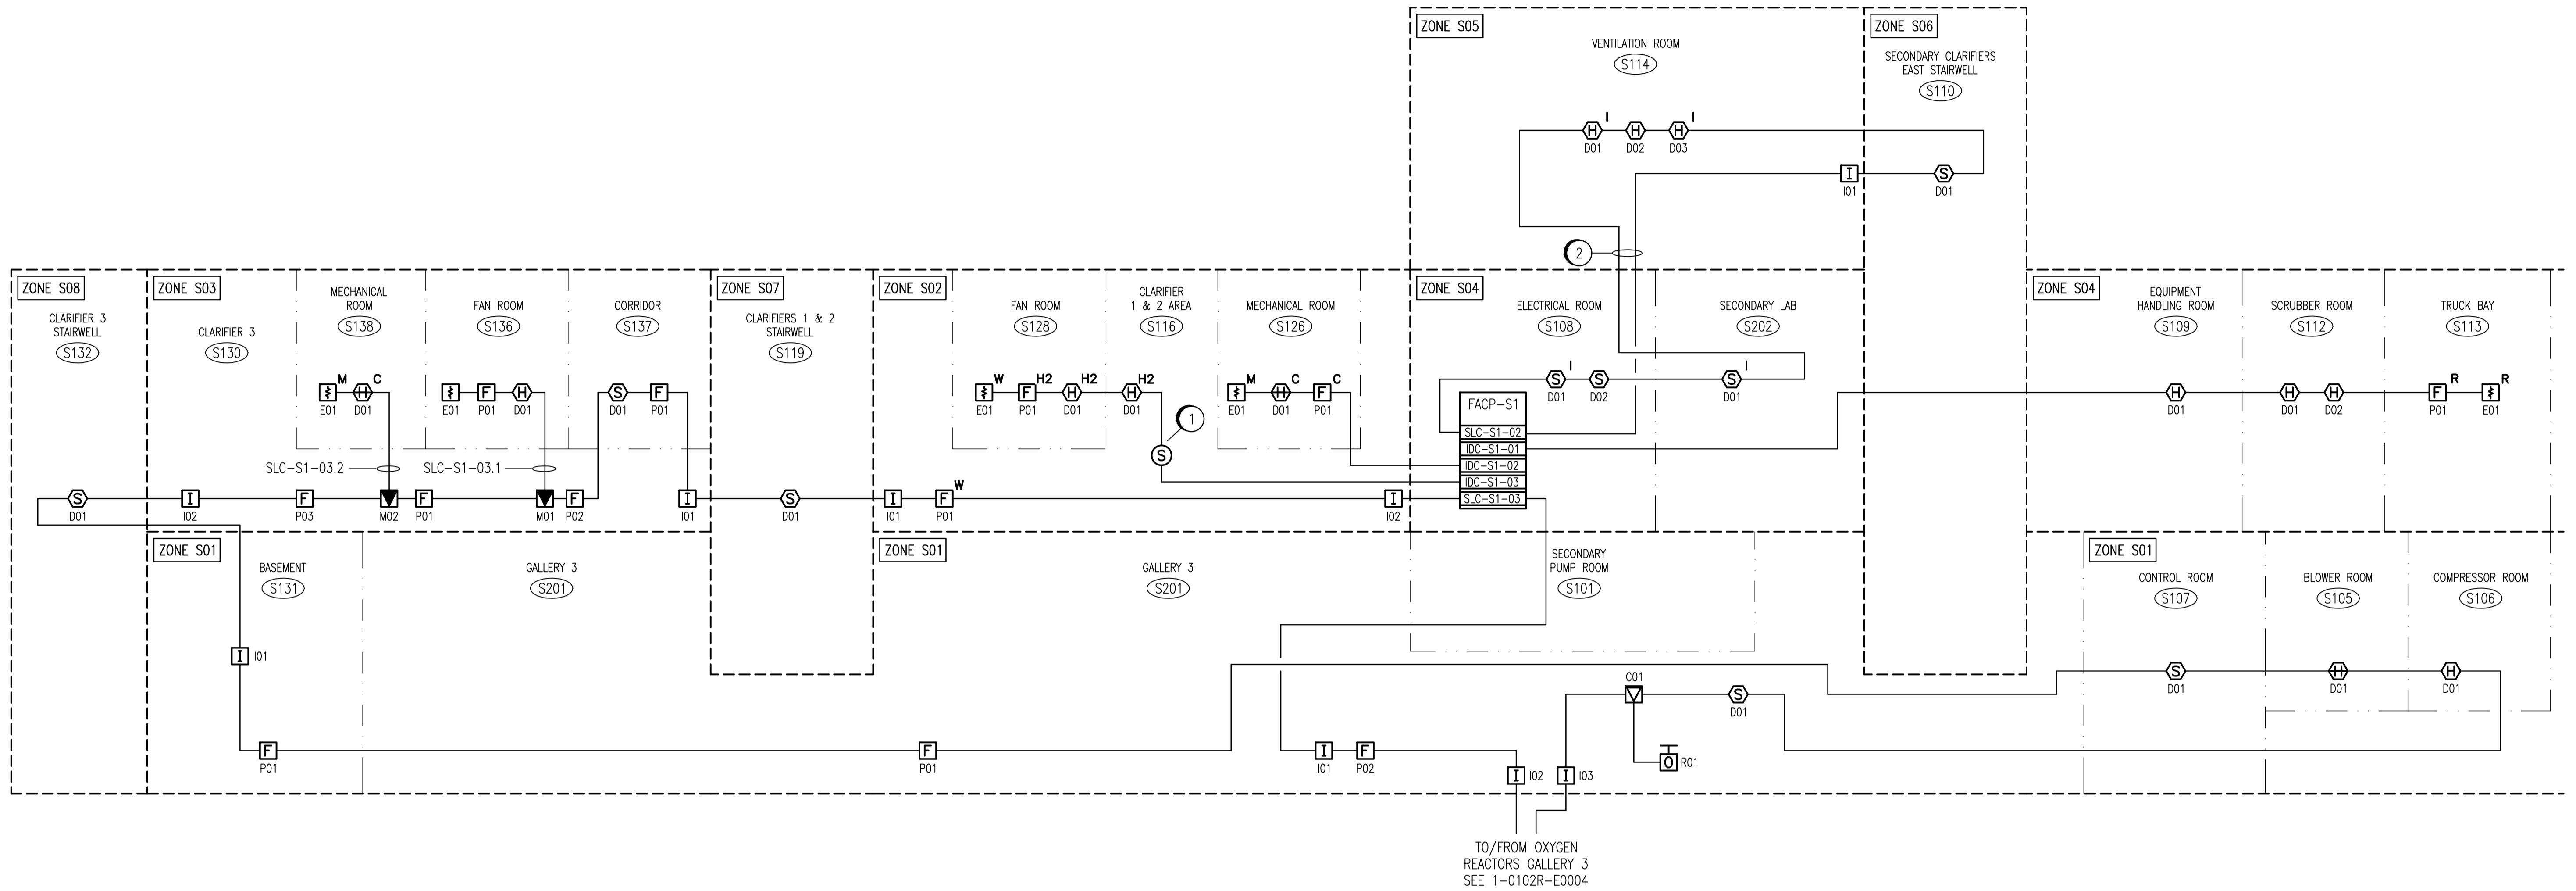 ZONE S05
VENTILATION ROOM
S114
ZONE S06
SECONDARY CLARIFIERS
EAST STAIRWELL
S110
H
I
H
H
I
D01
D02
D03
I
I01
S
D01
2
ZONE S08
CLARIFIER 3
STAIRWELL
S132
ZONE S03
CLARIFIER 3
S130
MECHANICAL
ROOM
S138
FAN ROOM
S136
CORRIDOR
S137
ZONE S07
CLARIFIERS 1 & 2
STAIRWELL
S119
ZONE S02
FAN ROOM
S128
CLARIFIER
1 & 2 AREA
S116
MECHANICAL ROOM
S126
ZONE S04
ELECTRICAL ROOM
S108
SECONDARY LAB
S202
ZONE S04
EQUIPMENT
HANDLING ROOM
S109
SCRUBBER ROOM
S112
TRUCK BAY
S113
M
H
C
E01
D01
F
H
E01
P01
D01
S
F
D01
P01
W
F
H2
H
H2
H
H2
E01
P01
D01
D01
M
H
C
F
C
E01
D01
P01
1
S
S
I
S
S
I
D01
D02
D01
FACP-S1
SLC-S1-02
IDC-S1-01
IDC-S1-02
IDC-S1-03
SLC-S1-03
H
D01
H
H
D01
D02
F
R
R
P01
E01
SLC-S1-03.2
SLC-S1-03.1
S
D01
I
I02
F
P03
M02
F
P01
M01
F
P02
I
I01
S
D01
I
I01
F
W
P01
I
I02
ZONE S01
BASEMENT
S131
GALLERY 3
S201
ZONE S01
GALLERY 3
S201
SECONDARY
PUMP ROOM
S101
ZONE S01
CONTROL ROOM
S107
BLOWER ROOM
S105
COMPRESSOR ROOM
S106
I
I01
F
P01
F
P01
I
I01
F
P02
I
I02
I
I03
C01
S
D01
O
R01
S
D01
H
D01
H
D01
TO/FROM OXYGEN
REACTORS GALLERY 3
SEE 1-0102R-E0004